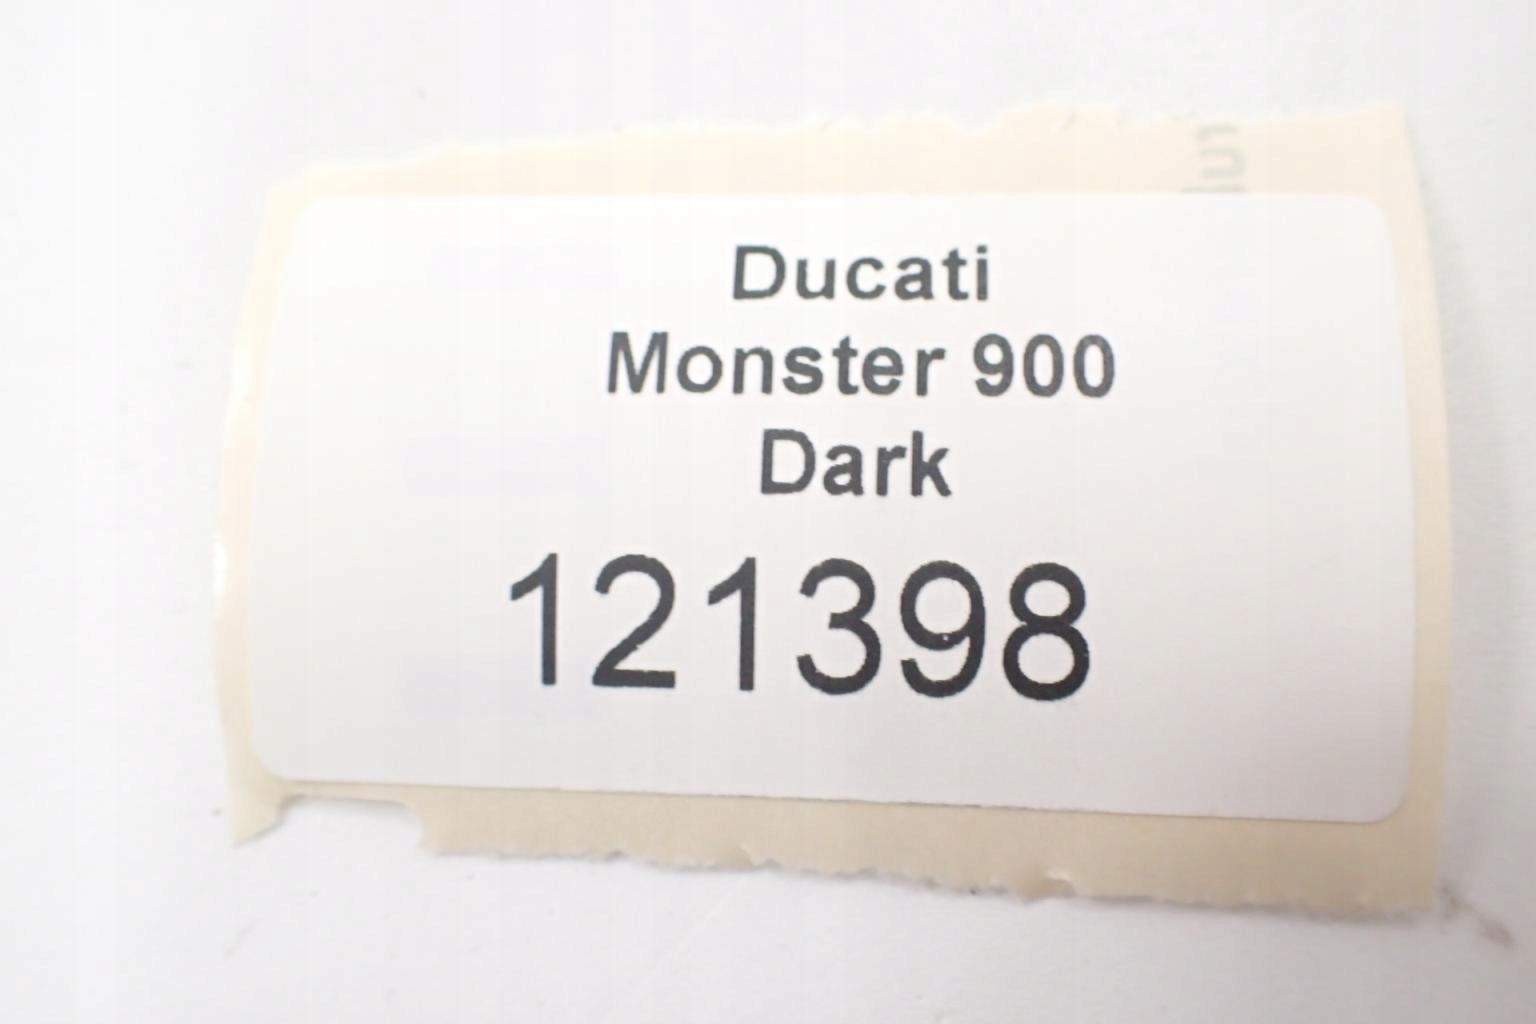 Ducati
Monster 900
Dark
121398